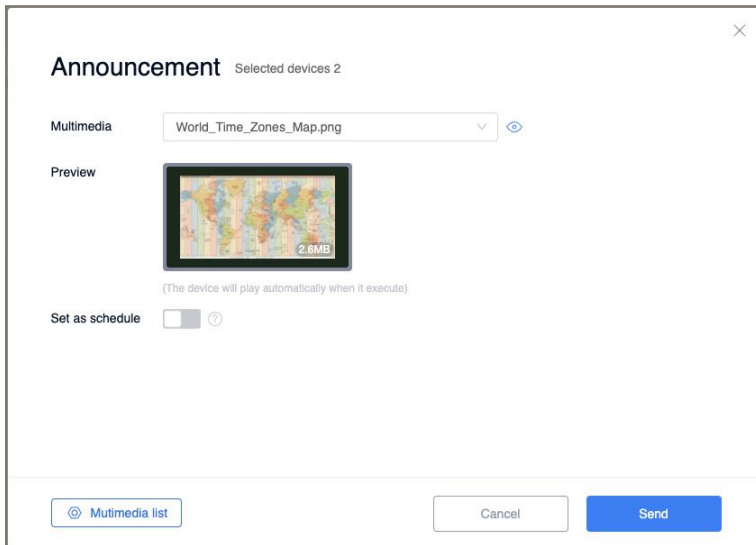 Announcement Selected devices 2
Multimedia World_Time_Zones_Map.png
Preview
2.6MB
(The device will play automatically when it execute)
Set as schedule ?
Mutimedia list Cancel Send